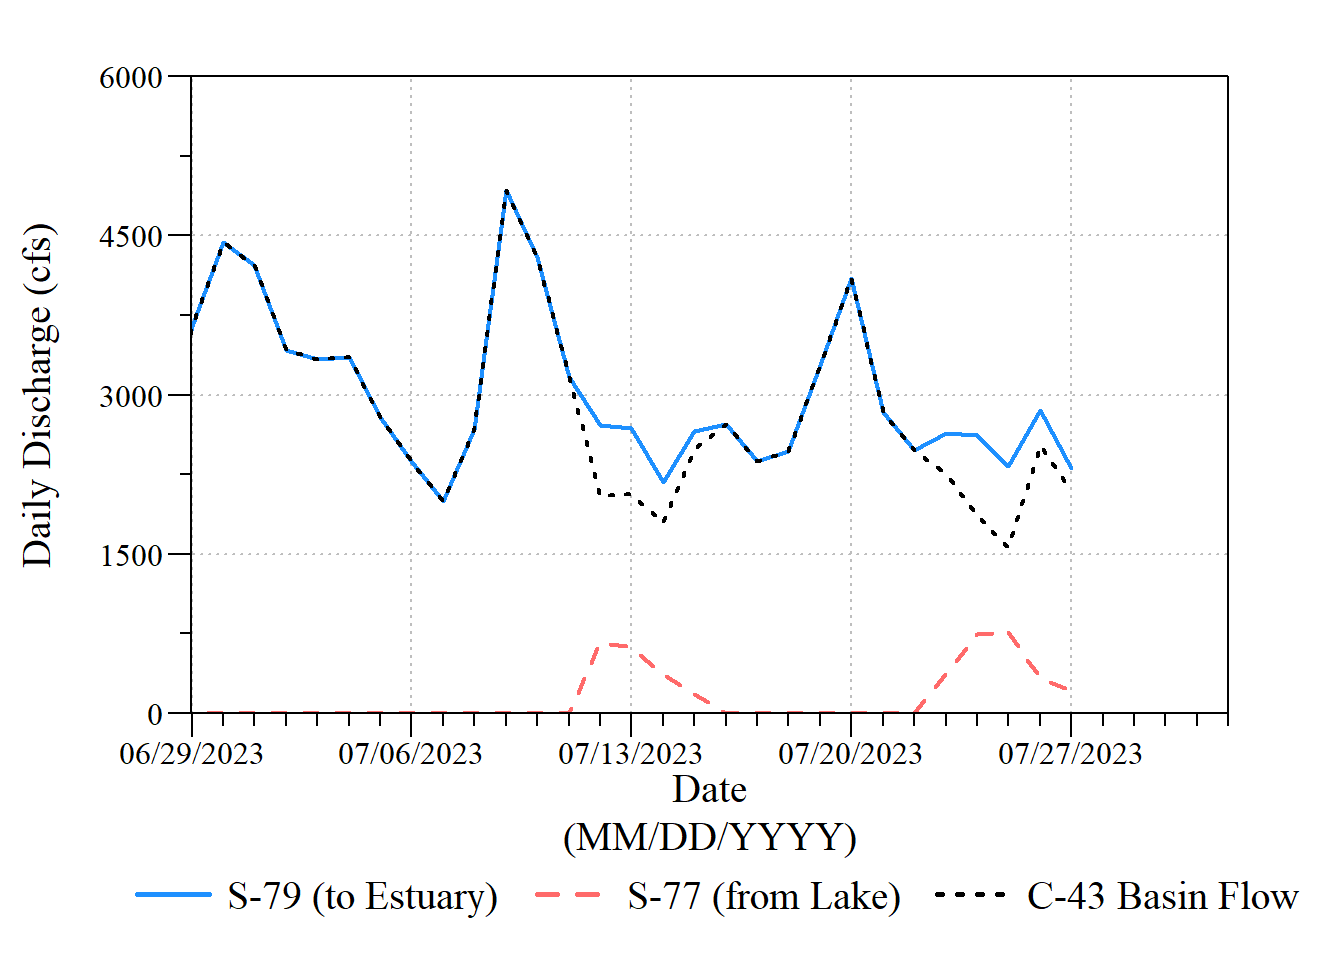 Daily Discharge (cfs)
6000
4500
3000
1500
0
06/29/2023 07/06/2023 07/13/2023 07/20/2023 07/27/2023
Date
(MM/DD/YYYY)
S-79 (to Estuary) S-77 (from Lake) C-43 Basin Flow